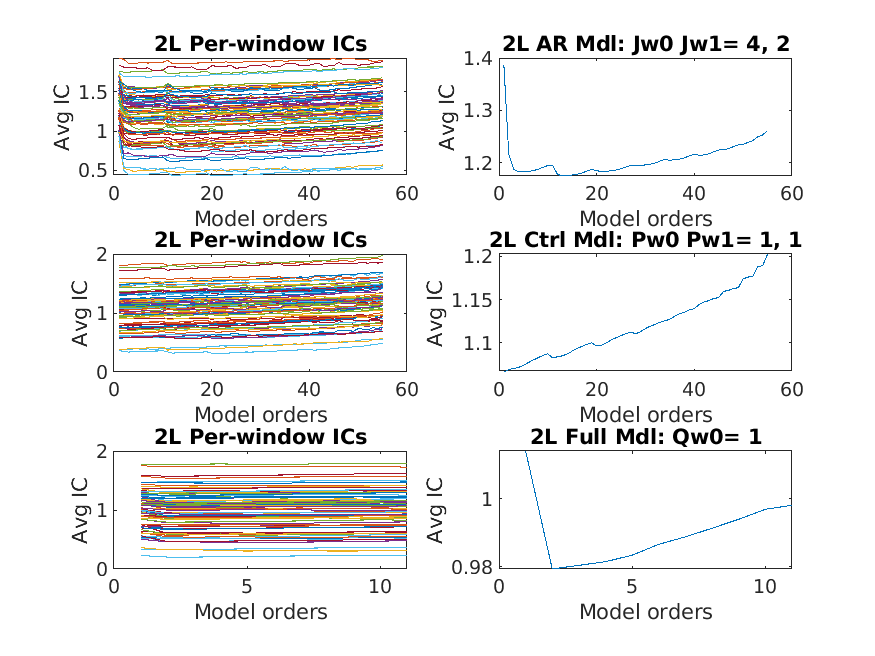 2L Per-window ICs
2L AR Mdl: Jw0 Jw1= 4, 2
Avg IC
1.5
1
0.5
0 20 40 60
Model orders
Avg IC
1.4
1.3
1.2
0 20 40 60
Model orders
2L Per-window ICs
2L Ctrl Mdl: Pw0 Pw1= 1, 1
Avg IC
2
1
0
0 20 40 60
Model orders
Avg IC
1.2
1.15
1.1
0 20 40 60
Model orders
2L Per-window ICs
2L Full Mdl: Qw0= 1
Avg IC
2
1
0
0 5 10
Model orders
Avg IC
1
0.98
0 5 10
Model orders